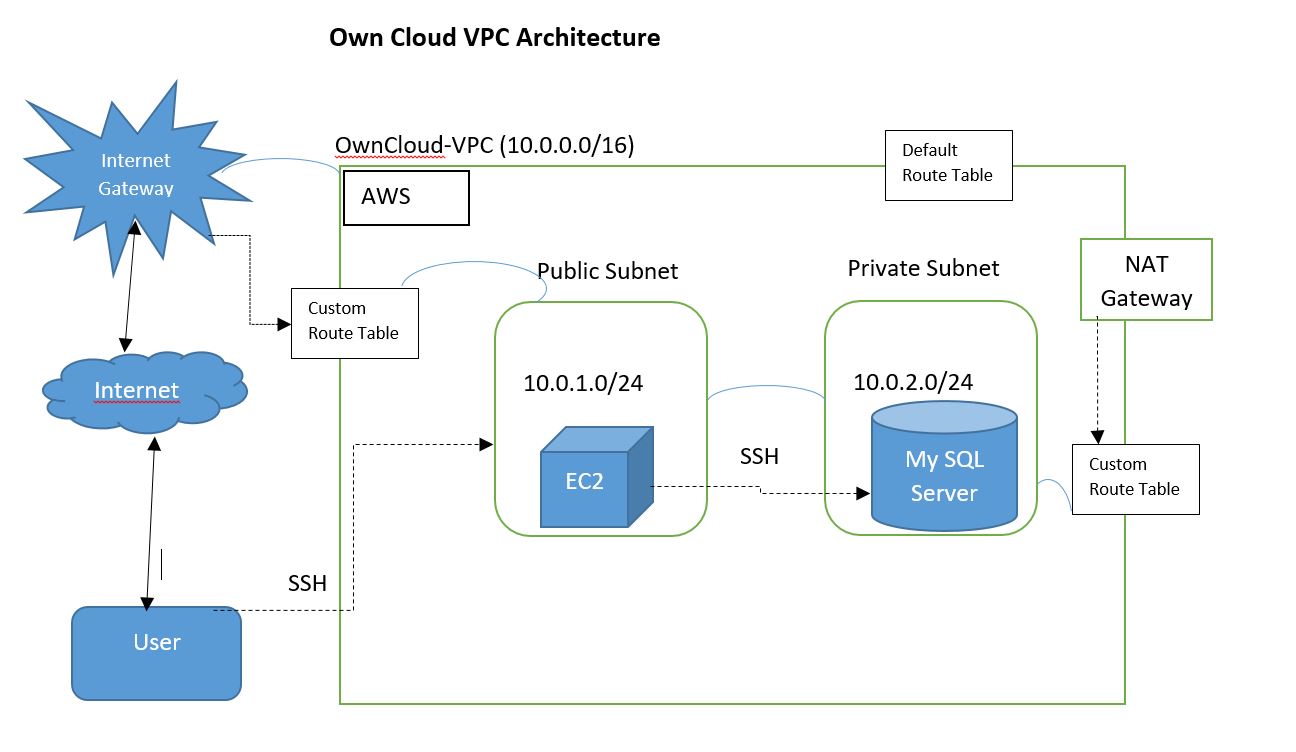 Own Cloud VPC Architecture
Internet
Gateway
OwnCloud-VPC (10.0.0.0/16)
Default
Route Table
AWS
Public Subnet
Private Subnet
NAT
Gateway
Custom
Route Table
Internet
10.0.1.0/24
10.0.2.0/24
EC2
SSH
My SQL
Server
Custom
Route Table
SSH
User